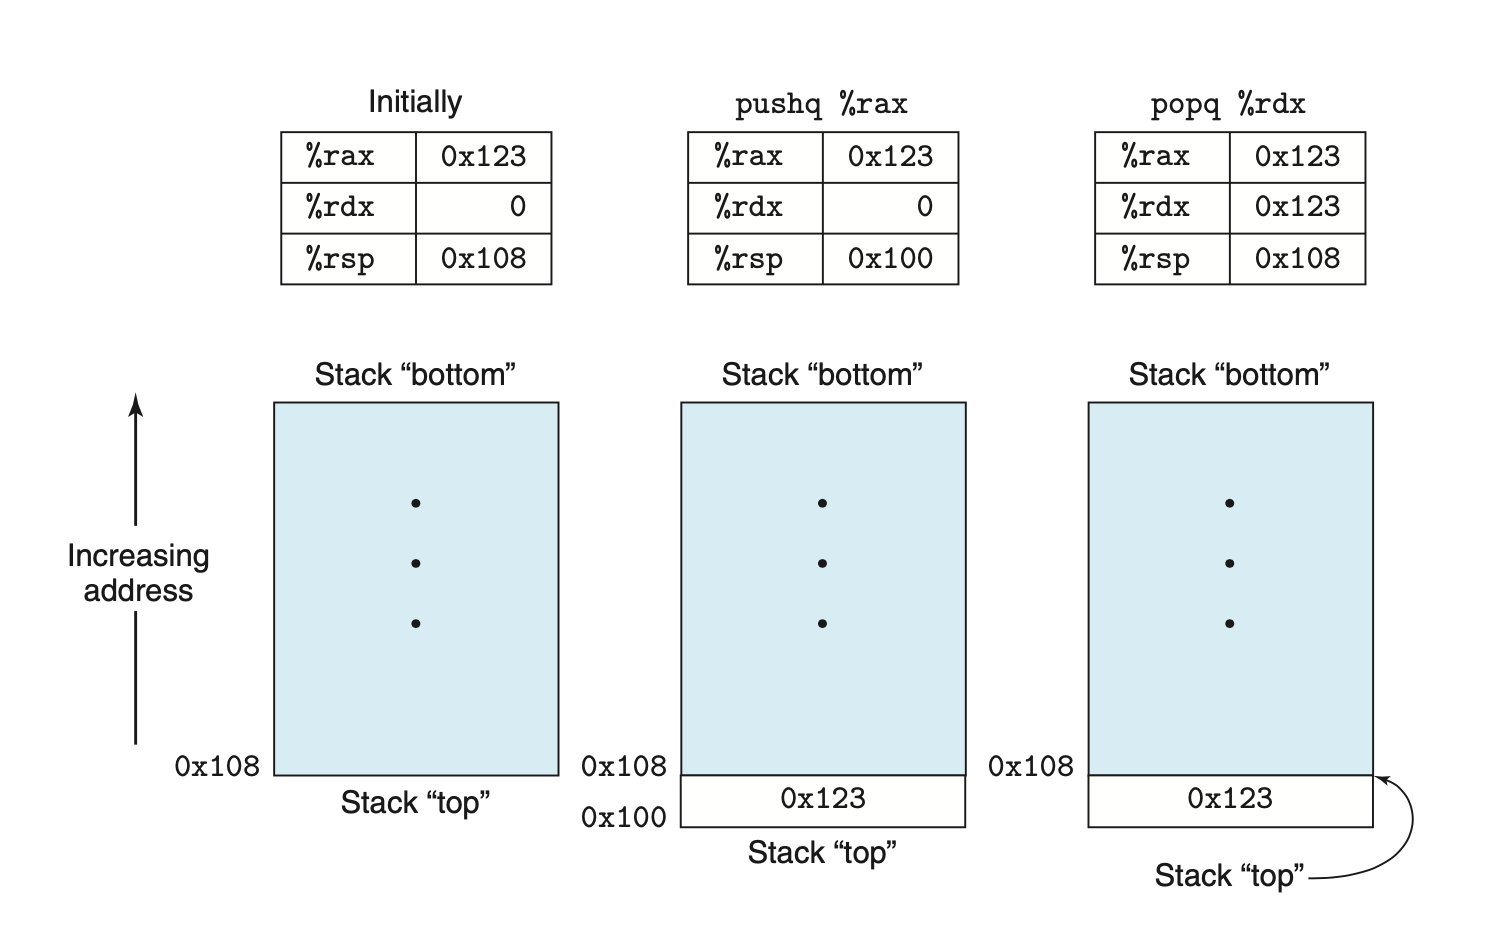 Initially
%rax 0x123
%rdx 0
%rsp 0x108
pushq %rax
%rax 0x123
%rdx 0
%rsp 0x100
popq %rdx
%rax 0x123
%rdx 0x123
%rsp 0x108
Increasing
address
Stack “bottom”
0x108
Stack “top”
Stack “bottom”
0x108
0x123
0x100
Stack “top”
Stack “bottom”
0x108
0x123
Stack “top”